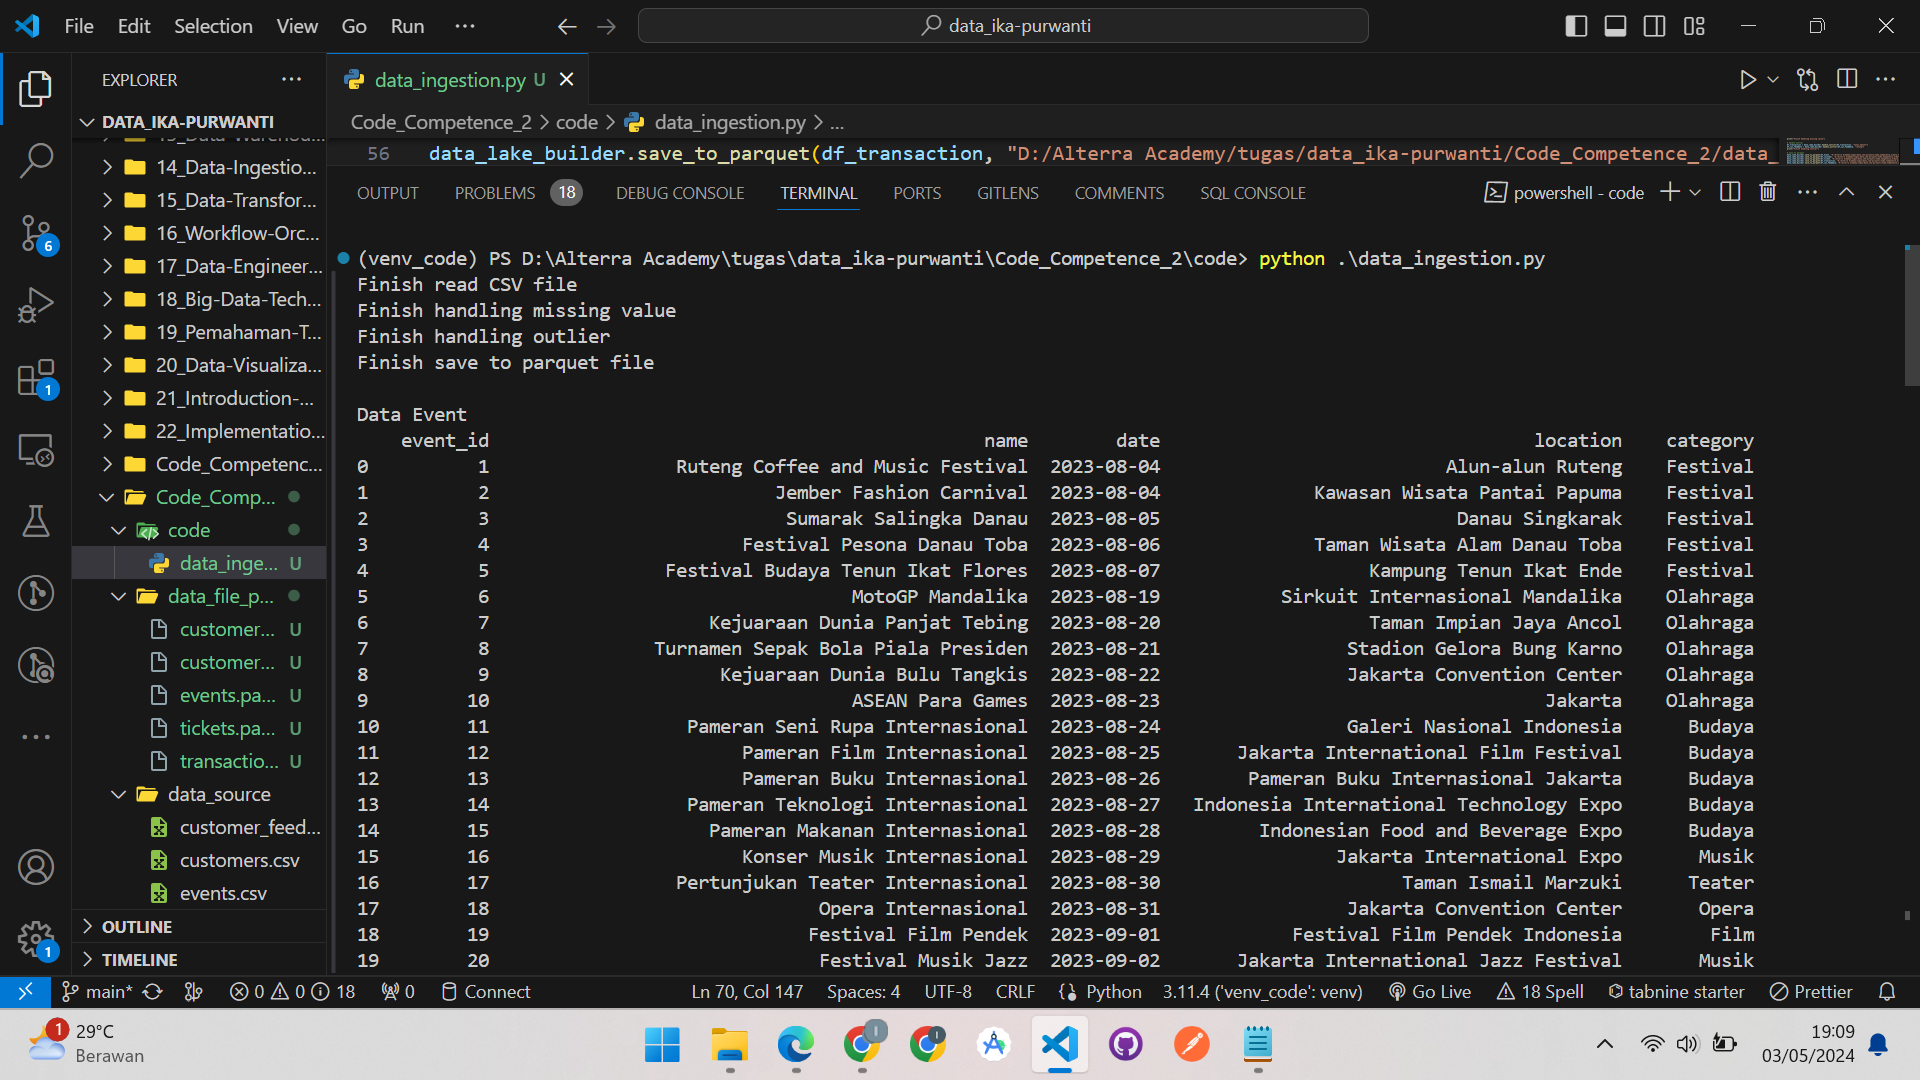 File Edit Selection View Go Run ...
data_ika-purwanti
EXPLORER
data_ingestion.py U
DATA_IKA-PURWANTI
14_Data-Ingestio...
15_Data-Transfor...
16_Workflow-Orc...
17_Data-Engineer...
18_Big-Data-Tech...
19_Pemahaman-T...
20_Data-Visualiza...
21_Introduction-...
22_Implementatio...
Code_Competenc...
Code_Comp...
code
data_inge... U
data_file_p...
customer... U
customer... U
events.pa... U
tickets.pa... U
transactio... U
data_source
customer_feed...
customers.csv
events.csv
OUTLINE
TIMELINE
6
1
1
Code_Competence_2 > code > data_ingestion.py > ...
56 data_lake_builder.save_to_parquet(df_transaction, "D:/Alterra Academy/tugas/data_ika-purwanti/Code_Competence_2/data_
OUTPUT PROBLEMS 18 DEBUG CONSOLE TERMINAL PORTS GITLENS COMMENTS SQL CONSOLE powershell - code
(venv_code) PS D:\Alterra Academy\tugas\data_ika-purwanti\Code_Competence_2\code> python .\data_ingestion.py
Finish read CSV file
Finish handling missing value
Finish handling outlier
Finish save to parquet file
Data Event
event_id name date location category
0 1 Ruteng Coffee and Music Festival 2023-08-04 Alun-alun Ruteng Festival
1 2 Jember Fashion Carnival 2023-08-04 Kawasan Wisata Pantai Papuma Festival
2 3 Sumarak Salingka Danau 2023-08-05 Danau Singkarak Festival
3 4 Festival Pesona Danau Toba 2023-08-06 Taman Wisata Alam Danau Toba Festival
4 5 Festival Budaya Tenun Ikat Flores 2023-08-07 Kampung Tenun Ikat Ende Festival
5 6 MotoGP Mandalika 2023-08-19 Sirkuit Internasional Mandalika Olahraga
6 7 Kejuaraan Dunia Panjat Tebing 2023-08-20 Taman Impian Jaya Ancol Olahraga
7 8 Turnamen Sepak Bola Piala Presiden 2023-08-21 Stadion Gelora Bung Karno Olahraga
8 9 Kejuaraan Dunia Bulu Tangkis 2023-08-22 Jakarta Convention Center Olahraga
9 10 ASEAN Para Games 2023-08-23 Jakarta Olahraga
10 11 Pameran Seni Rupa Internasional 2023-08-24 Galeri Nasional Indonesia Budaya
11 12 Pameran Film Internasional 2023-08-25 Jakarta International Film Festival Budaya
12 13 Pameran Buku Internasional 2023-08-26 Pameran Buku Internasional Jakarta Budaya
13 14 Pameran Teknologi Internasional 2023-08-27 Indonesia International Technology Expo Budaya
14 15 Pameran Makanan Internasional 2023-08-28 Indonesian Food and Beverage Expo Budaya
15 16 Konser Musik Internasional 2023-08-29 Jakarta International Expo Musik
16 17 Pertunjukan Teater Internasional 2023-08-30 Taman Ismail Marzuki Teater
17 18 Opera Internasional 2023-08-31 Jakarta Convention Center Opera
18 19 Festival Film Pendek 2023-09-01 Festival Film Pendek Indonesia Film
19 20 Festival Musik Jazz 2023-09-02 Jakarta International Jazz Festival Musik
main* 0 0 18 0 Connect Ln 70, Col 147 Spaces: 4 UTF-8 CRLF Python 3.11.4 ('venv_code': venv) Go Live 18 Spell tabnine starter Prettier
1
29°C
Berawan
19:09
03/05/2024